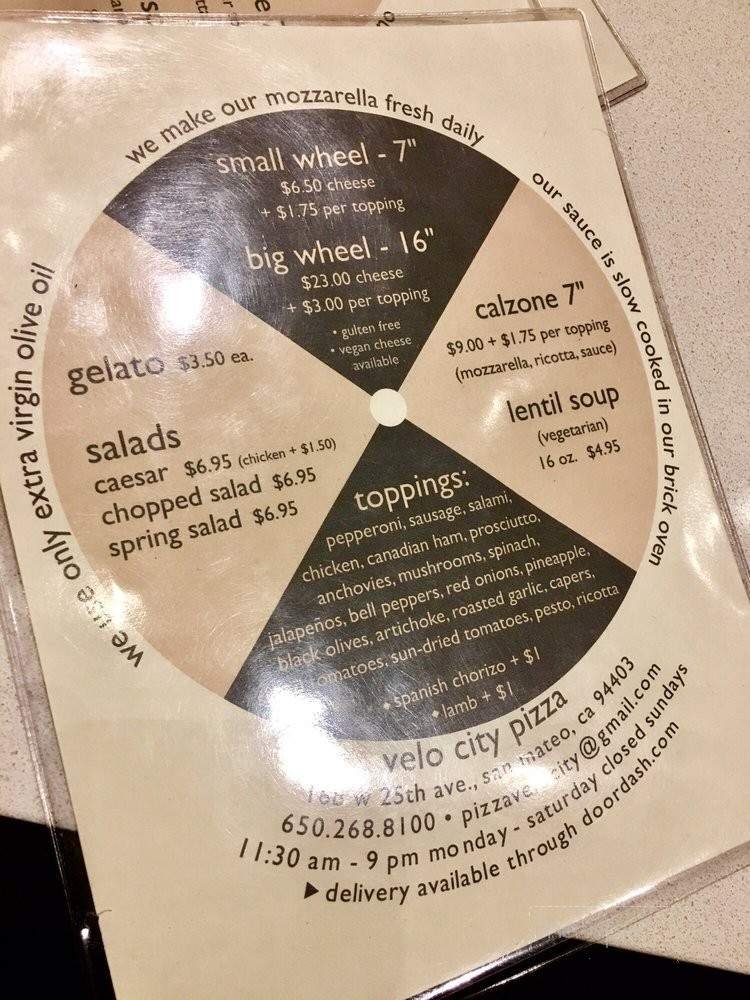 we make our mozzarella fresh daily
small wheel - 7"
$6.50 cheese
+ $1.75 per topping
big wheel - 16"
$23.00 cheese
+ $3.00 per topping
• gulten free
• vegan cheese
available
our sauce is slow cooked in our brick oven
calzone 7"
$9.00 + $1.75 per topping
(mozzarella, ricotta, sauce)
lentil soup
(vegetarian)
16 oz. $4.95
we use only extra virgin olive oil
gelato $3.50 ea.
salads
caesar $6.95 (chicken + $1.50)
chopped salad $6.95
spring salad $6.95
toppings:
pepperoni, sausage, salami,
chicken, canadian ham, prosciutto,
anchovies, mushrooms, spinach,
jalapeños, bell peppers, red onions, pineapple,
black olives, artichoke, roasted garlic, capers,
tomatoes, sun-dried tomatoes, pesto, ricotta
• spanish chorizo + $1
• lamb + $1
velo city pizza
w 25th ave., san mateo, ca 94403
650.268.8100 •
11:30 am - 9 pm monday - saturday closed sundays
▶ delivery available through doordash.com